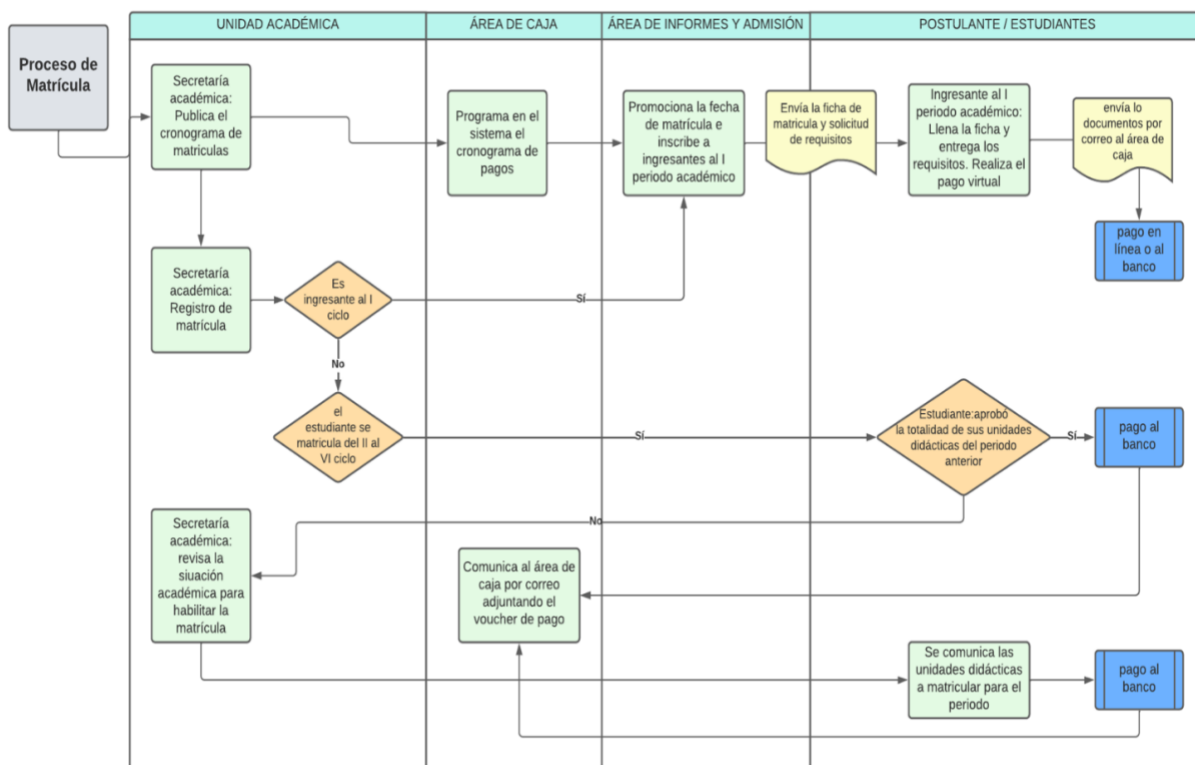 UNIDAD ACADÉMICA
ÁREA DE CAJA
ÁREA DE INFORMES Y ADMISIÓN
POSTULANTE / ESTUDIANTES
Proceso de
Matrícula
Secretaría
académica:
Publica el
cronograma de
matriculas
Programa en el
sistema el
cronograma de
pagos
Promociona la fecha
de matrícula e
inscribe a
ingresantes al I
periodo académico
Envía la ficha de
matricula y solicitud
de requisitos
Ingresante al I
periodo académico:
Llena la ficha y
entrega los
requisitos. Realiza el
pago virtual
envía lo
documentos por
correo al área de
caja
pago en
línea o al
banco
Secretaría
académica:
Registro de
matrícula
Es
ingresante al I
ciclo
Sí
No
el
estudiante se
matricula del II al
VI ciclo
Sí
Estudiante:aprobó
la totalidad de sus unidades
didácticas del periodo
anterior
Sí
pago al
banco
No
Secretaría
académica:
revisa la
siuación
académica para
habilitar la
matrícula
Comunica al área de
caja por correo
adjuntando el
voucher de pago
Se comunica las
unidades didácticas
a matricular para el
periodo
pago al
banco